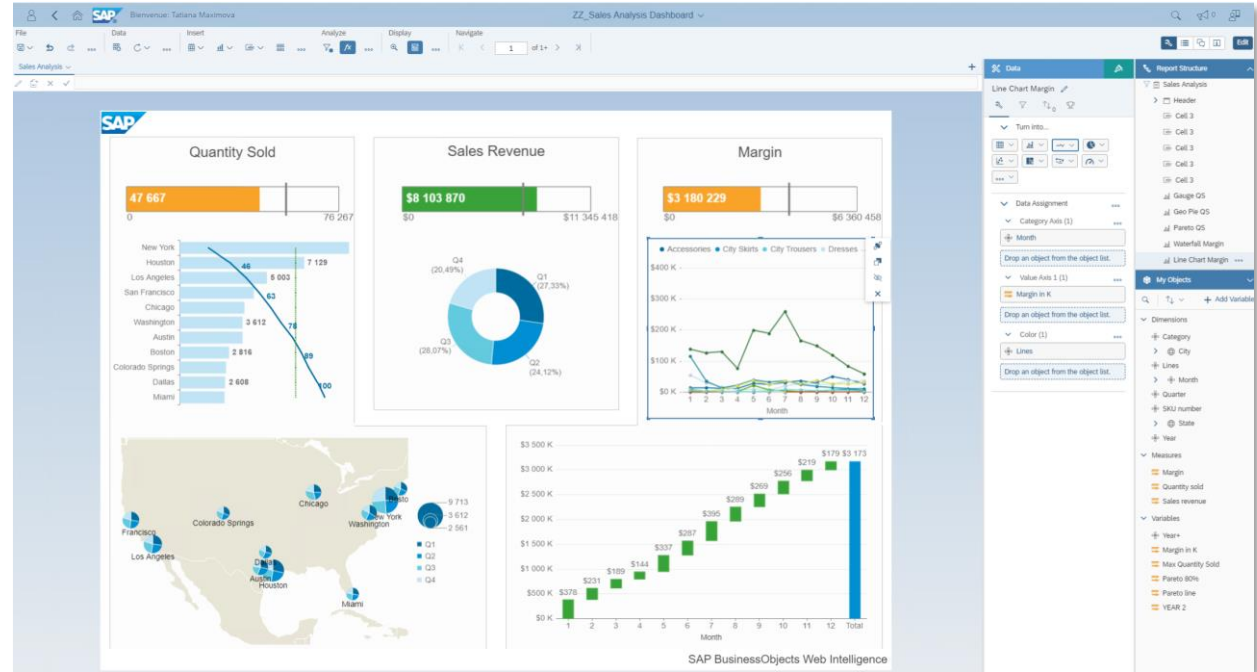 SAP Bienvenue: Tatiana Maximova
ZZ_Sales Analysis Dashboard
File
Data
Insert
Analyze
Display
Navigate
1 of 1+
Edit
Sales Analysis
SAP
Quantity Sold
47 667
0 76 267
New York
Houston 7 129
Los Angeles 5 003
San Francisco
Chicago
Washington 3 612
Austin
Boston 2 816
Colorado Springs
Dallas 2 608
Miami
46
63
78
89
100
Sales Revenue
$8 103 870
$0 $11 345 418
Q4
(20,49%)
Q1
(27,33%)
Q3
(28,07%)
Q2
(24,12%)
Margin
$3 180 229
$0 $6 360 458
Accessories City Skirts City Trousers Dresses
$400 K
$300 K
$200 K
$100 K
$0 K
1 2 3 4 5 6 7 8 9 10 11 12
Month
Francisco
Los Angeles
Colorado Springs
Chicago
Washington
Austin
Houston
Miami
9 713
3 612
2 561
Q1
Q2
Q3
Q4
$3 500 K
$3 000 K
$2 500 K
$2 000 K
$1 500 K
$1 000 K
$500 K
$0 K
$378
$231
$189
$144
$337
$287
$395
$289
$269
$256
$219
$179 $3 173
1 2 3 4 5 6 7 8 9 10 11 12 Total
Month
SAP BusinessObjects Web Intelligence
Data
Line Chart Margin
Turn into...
Data Assignment
Category Axis (1)
Month
Drop an object from the object list.
Value Axis 1 (1)
Margin in K
Drop an object from the object list.
Color (1)
Lines
Drop an object from the object list.
Report Structure
Sales Analysis
Header
Cell 3
Cell 3
Cell 3
Cell 3
Cell 3
Gauge QS
Geo Pie QS
Pareto QS
Waterfall Margin
Line Chart Margin
My Objects
+ Add Variable
Dimensions
Category
City
Lines
Month
Quarter
SKU number
State
Year
Measures
Margin
Quantity sold
Sales revenue
Variables
Year+
Margin in K
Max Quantity Sold
Pareto 80%
Pareto line
YEAR 2